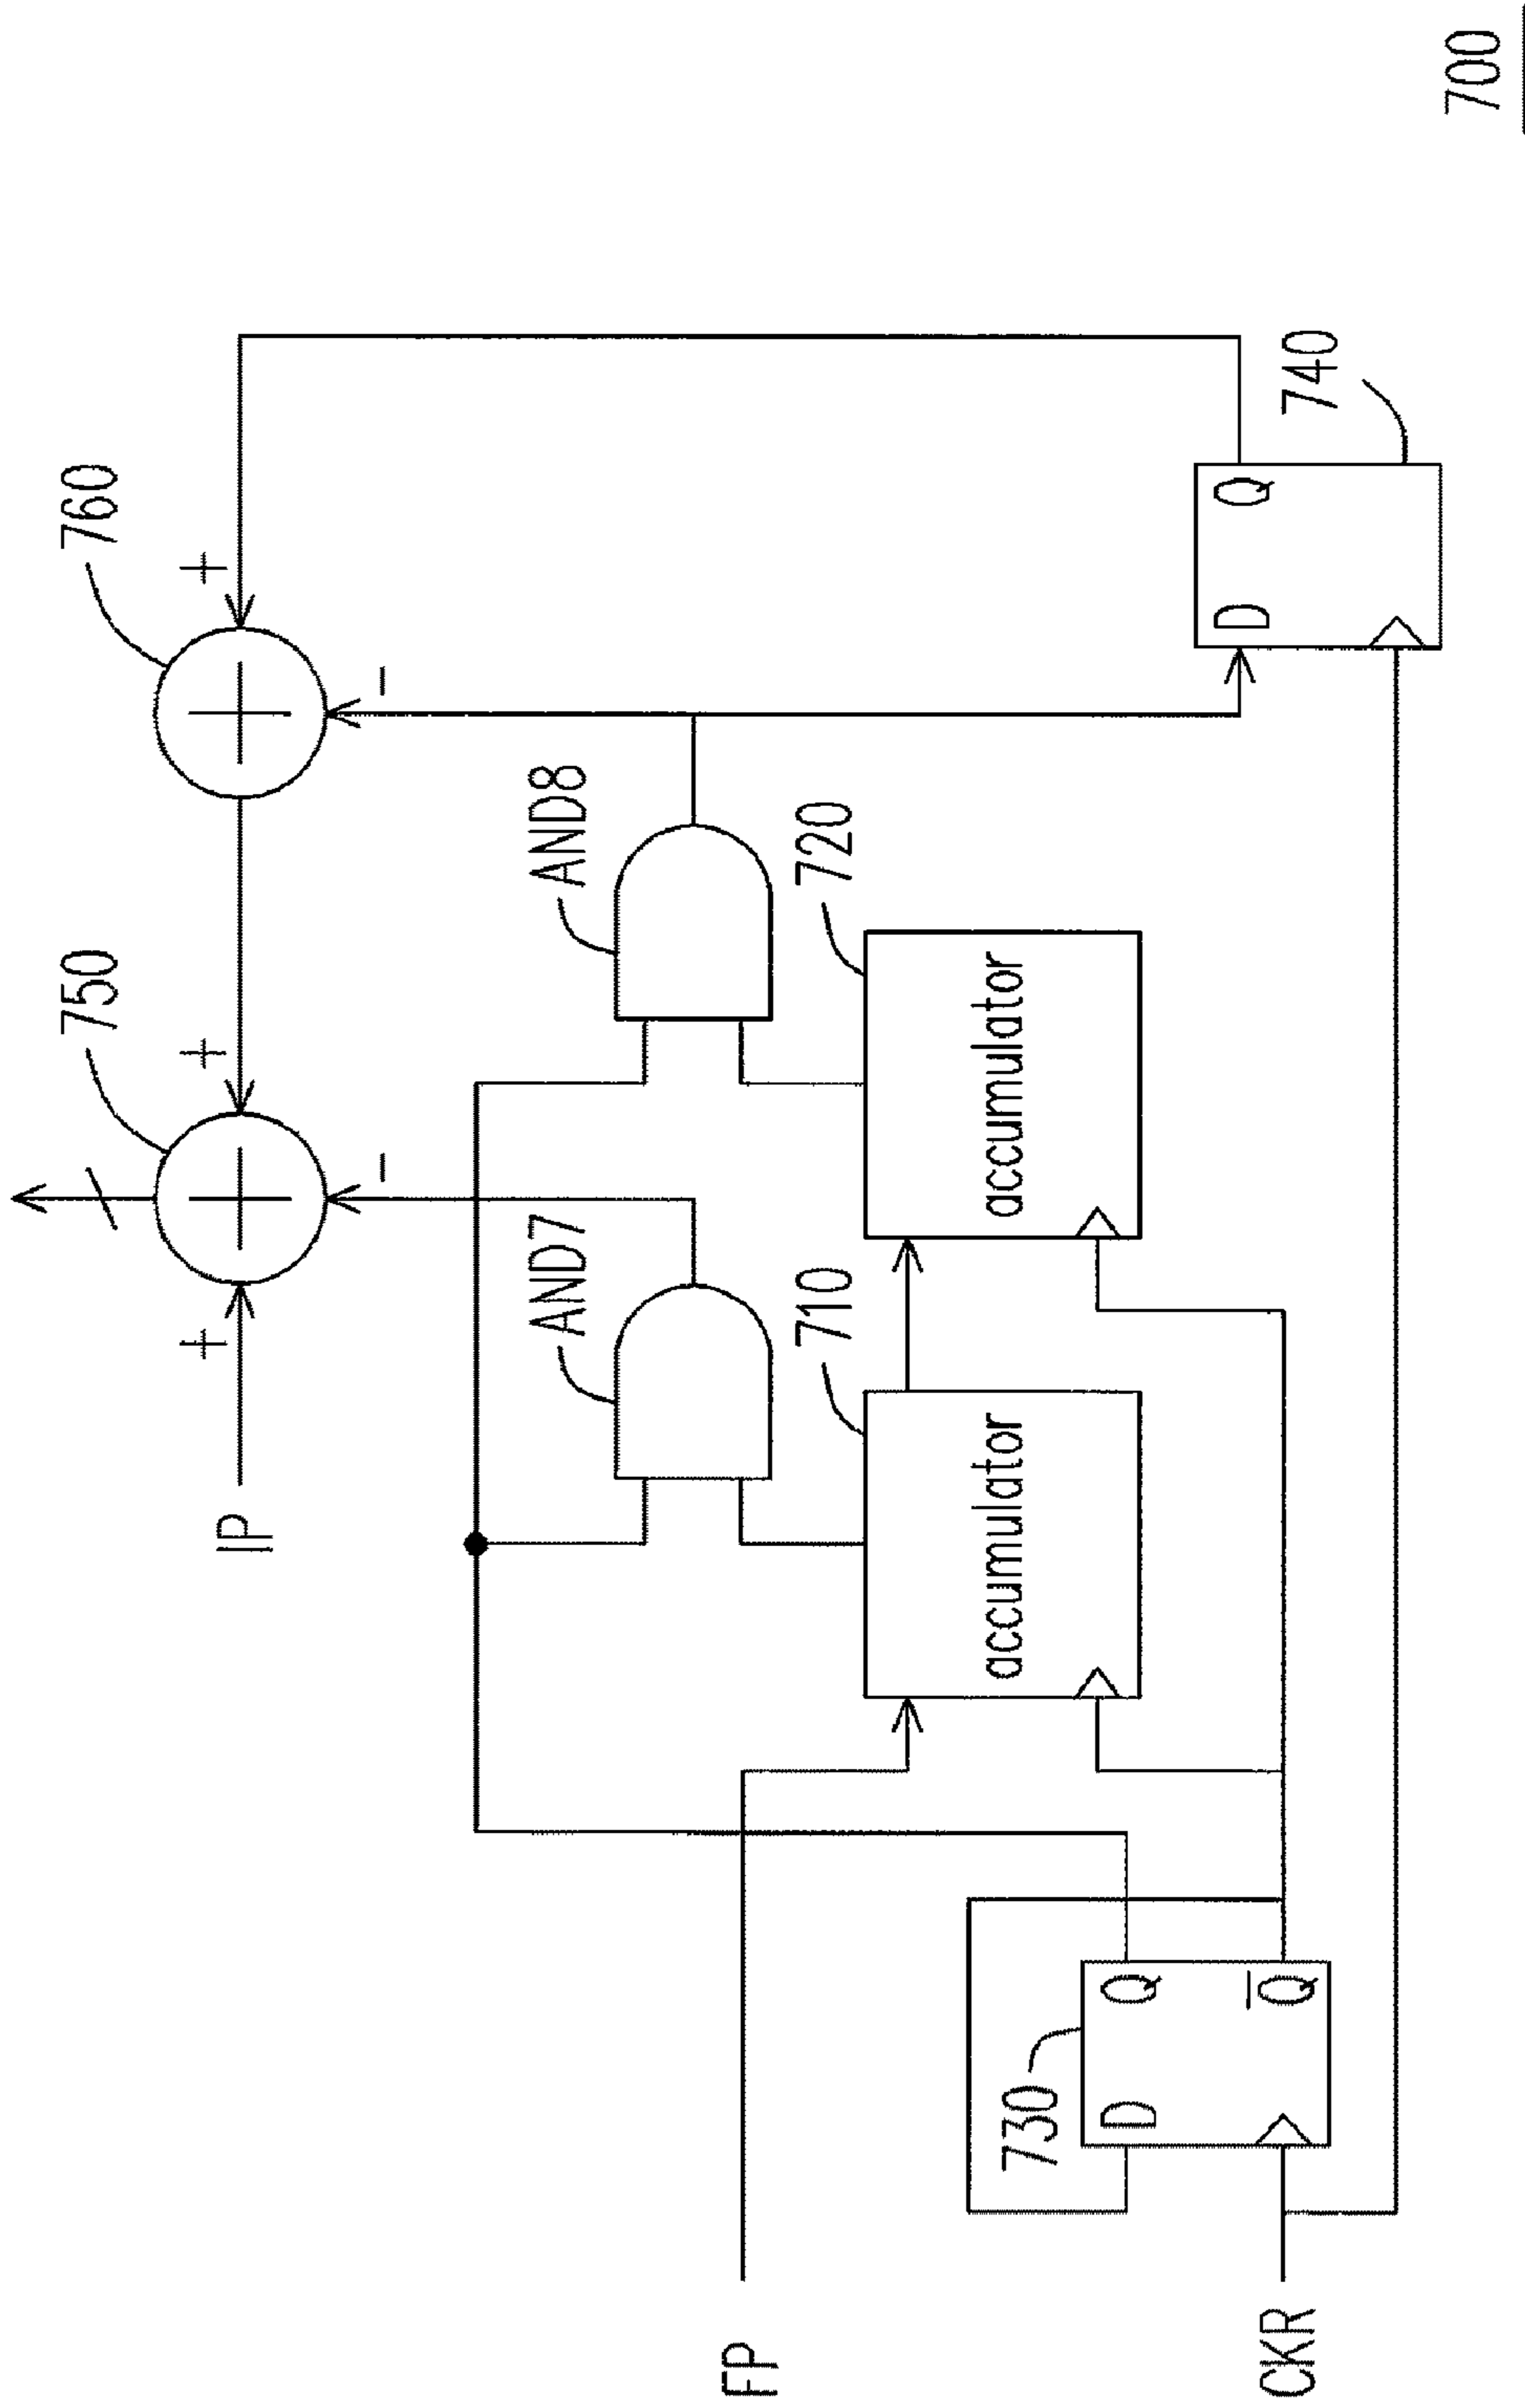 750
760
+
+
+
IP
-
-
AND7
AND8
710
720
accumulator
accumulator
FP
730
D
Q
Q̅
CKR
D
Q
740
700